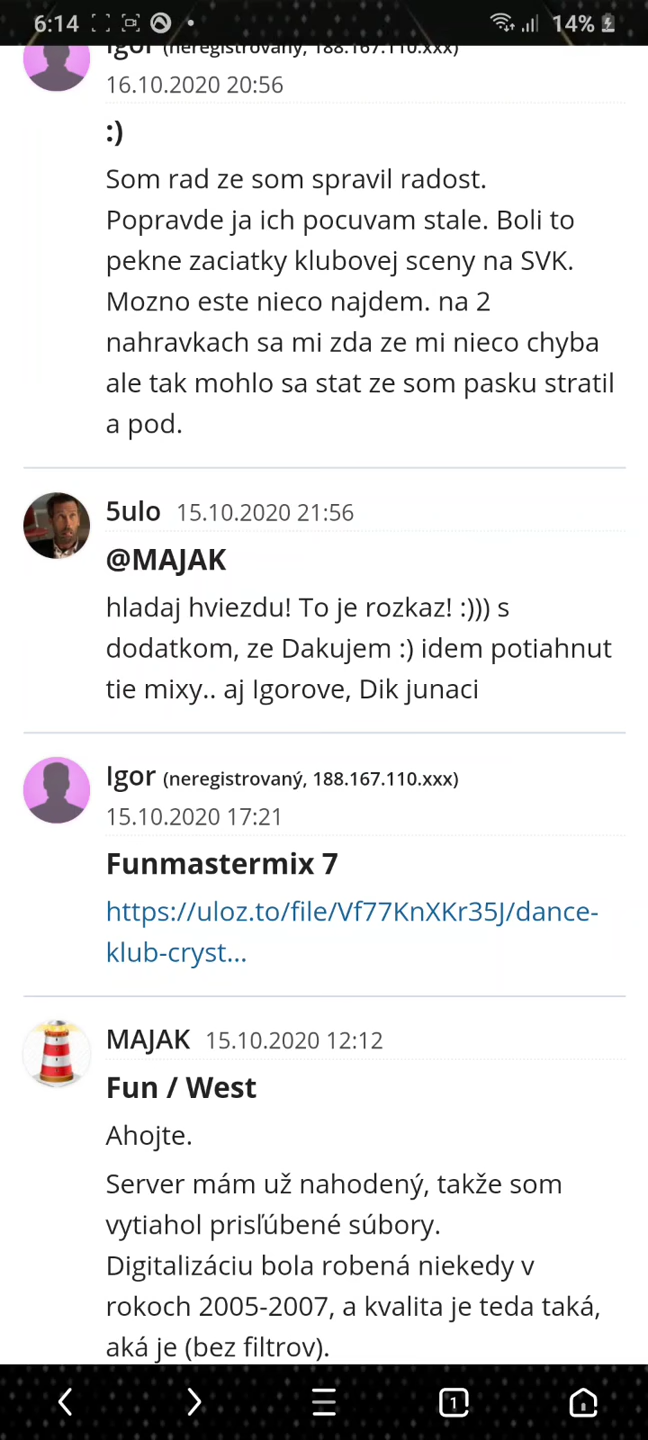 6:14
14%
Igor (neregistrovaný, 188.167.110.xxx)
16.10.2020 20:56
:)
Som rad ze som spravil radost.
Popravde ja ich pocuvam stale. Boli to
pekne zaciatky klubovej sceny na SVK.
Mozno este nieco najdem. na 2
nahravkach sa mi zda ze mi nieco chyba
ale tak mohlo sa stat ze som pasku stratil
a pod.
5ulo 15.10.2020 21:56
@MAJAK
hladaj hviezdu! To je rozkaz! :))) s
dodatkom, ze Dakujem :) idem potiahnut
tie mixy.. aj Igorove, Dik junaci
Igor (neregistrovaný, 188.167.110.xxx)
15.10.2020 17:21
Funmastermix 7
https://uloz.to/file/Vf77KnXKr35J/dance-
klub-cryst...
MAJAK 15.10.2020 12:12
Fun / West
Ahojte.
Server mám už nahodený, takže som
vytiahol prisľúbené súbory.
Digitalizáciu bola robená niekedy v
rokoch 2005-2007, a kvalita je teda taká,
aká je (bez filtrov).
1